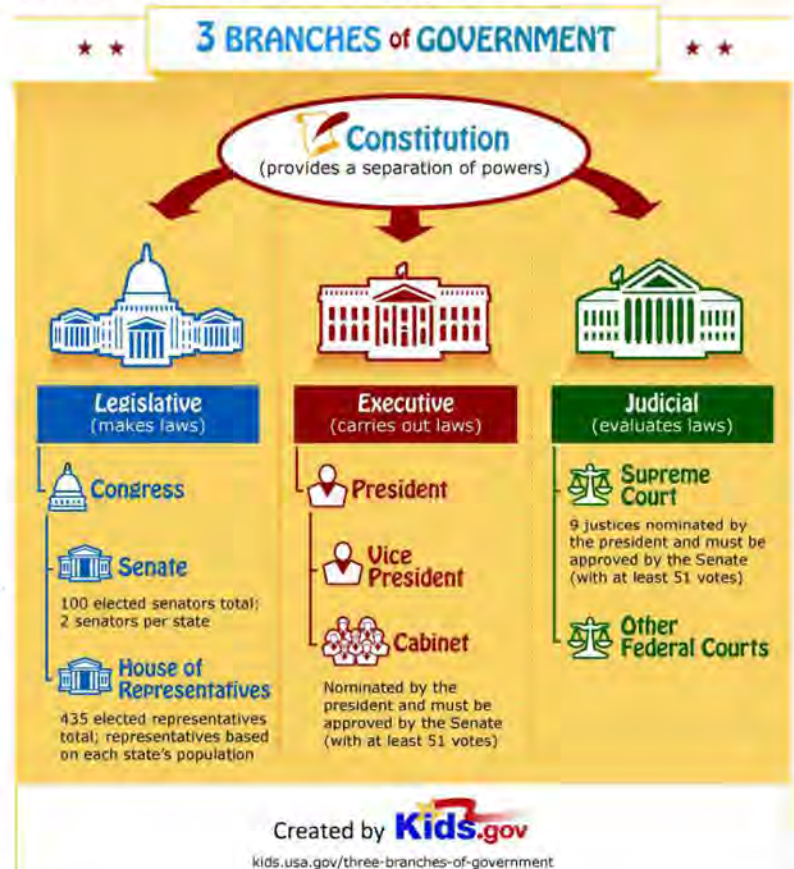 3 BRANCHES of GOVERNMENT
Constitution
(provides a separation of powers)
Legislative
(makes laws)
Congress
Senate
100 elected senators total;
2 senators per state
House of
Representatives
435 elected representatives
total; representatives based
on each state's population
Executive
(carries out laws)
President
Vice
President
Cabinet
Nominated by the
president and must be
approved by the Senate
(with at least 51 votes)
Judicial
(evaluates laws)
Supreme
Court
9 justices nominated by
the president and must be
approved by the Senate
(with at least 51 votes)
Other
Federal Courts
Created by Kids.gov
kids.usa.gov/three-branches-of-government